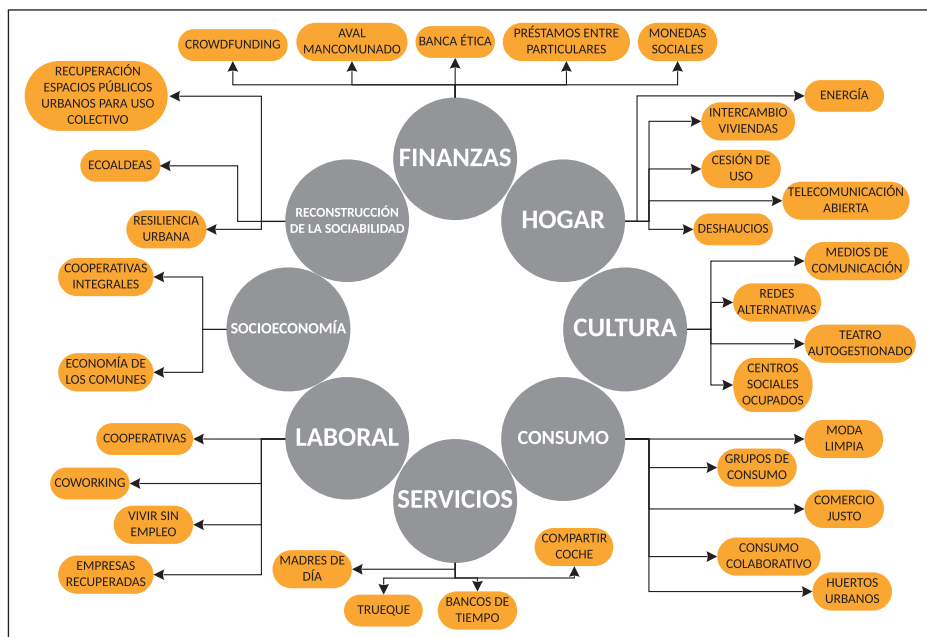 CROWDFUNDING
AVAL
MANCOMUNADO
BANCA ÉTICA
PRÉSTAMOS ENTRE
PARTICULARES
MONEDAS
SOCIALES
FINANZAS
ENERGÍA
INTERCAMBIO
VIVIENDAS
CESIÓN DE
USO
TELECOMUNICACIÓN
ABIERTA
DESHAUCIOS
HOGAR
MEDIOS DE
COMUNICACIÓN
REDES
ALTERNATIVAS
TEATRO
AUTOGESTIONADO
CENTROS
SOCIALES
OCUPADOS
CULTURA
MODA
LIMPIA
GRUPOS DE
CONSUMO
COMERCIO
JUSTO
CONSUMO
COLABORATIVO
HUERTOS
URBANOS
CONSUMO
SERVICIOS
COMPARTIR
COCHE
BANCOS DE
TIEMPO
TRUEQUE
MADRES DE
DÍA
LABORAL
COOPERATIVAS
COWORKING
VIVIR SIN
EMPLEO
EMPRESAS
RECUPERADAS
SOCIOECONOMÍA
COOPERATIVAS
INTEGRALES
ECONOMÍA DE
LOS COMUNES
RECONSTRUCCIÓN
DE LA SOCIABILIDAD
RECUPERACIÓN
ESPACIOS PÚBLICOS
URBANOS PARA USO
COLECTIVO
ECOALDEAS
RESILIENCIA
URBANA